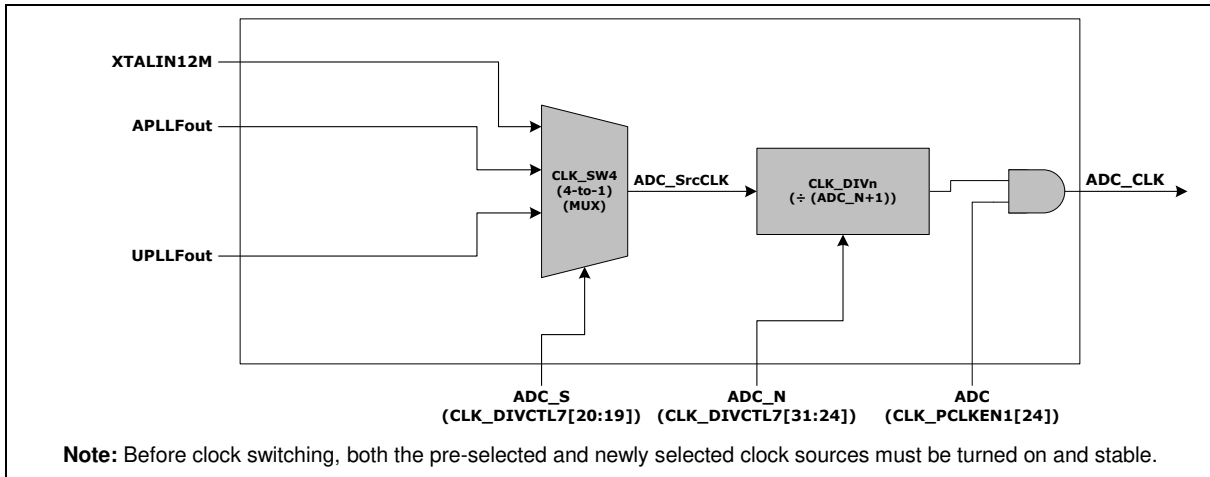 XTALIN12M
APLLFout
UPLLFout
CLK_SW4
(4-to-1)
(MUX)
ADC_SrcCLK
CLK_DIVn
(÷ (ADC_N+1))
ADC_CLK
ADC_S
(CLK_DIVCTL7[20:19])
ADC_N
(CLK_DIVCTL7[31:24])
ADC
(CLK_PCLKEN1[24])
Note: Before clock switching, both the pre-selected and newly selected clock sources must be turned on and stable.